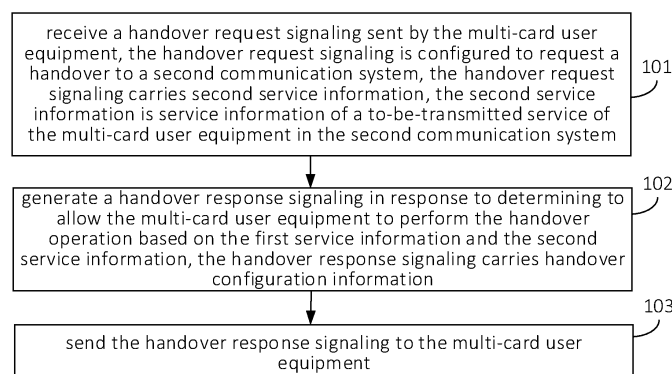 receive a handover request signaling sent by the multi-card user
equipment, the handover request signaling is configured to request a
handover to a second communication system, the handover request
signaling carries second service information, the second service
information is service information of a to-be-transmitted service of
the multi-card user equipment in the second communication system
101
generate a handover response signaling in response to determining to
allow the multi-card user equipment to perform the handover
operation based on the first service information and the second
service information, the handover response signaling carries handover
configuration information
102
send the handover response signaling to the multi-card user
equipment
103